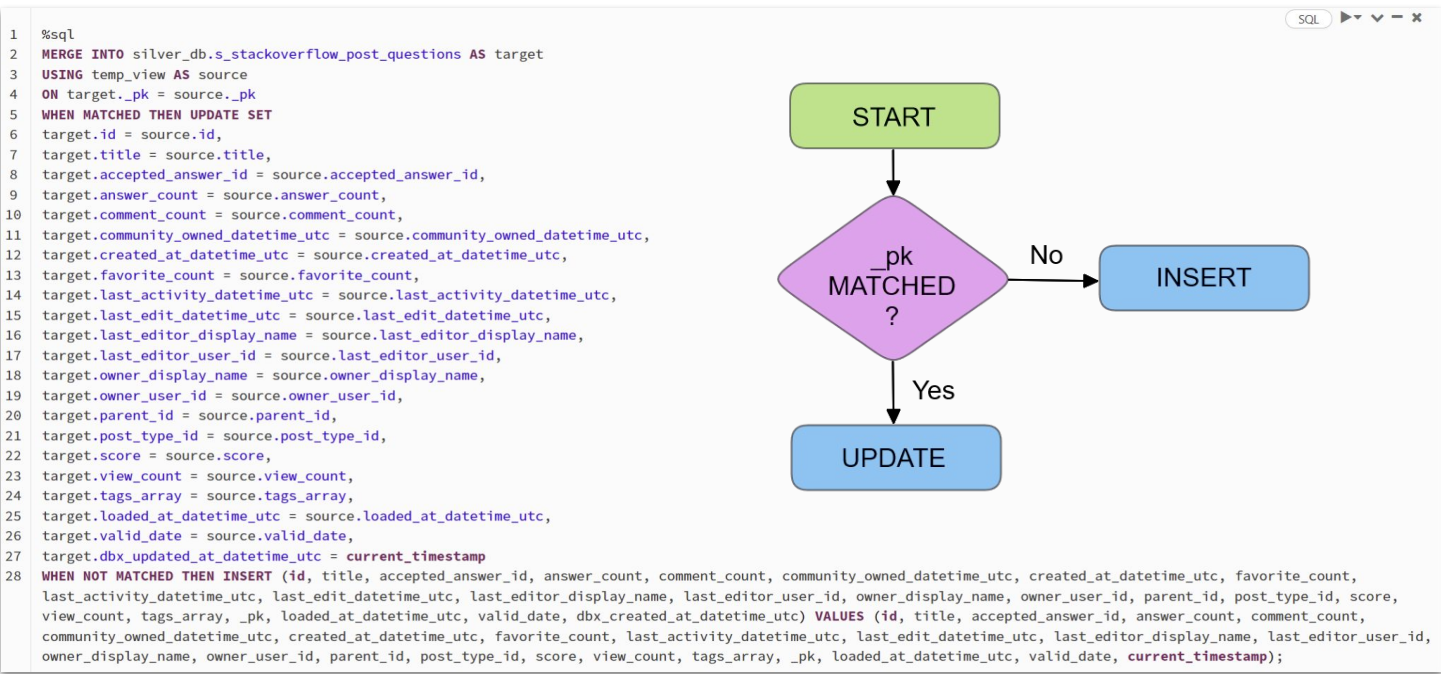 SQL
1 %sql
2 MERGE INTO silver_db.s_stackoverflow_post_questions AS target
3 USING temp_view AS source
4 ON target._pk = source._pk
5 WHEN MATCHED THEN UPDATE SET
6 target.id = source.id,
7 target.title = source.title,
8 target.accepted_answer_id = source.accepted_answer_id,
9 target.answer_count = source.answer_count,
10 target.comment_count = source.comment_count,
11 target.community_owned_datetime_utc = source.community_owned_datetime_utc,
12 target.created_at_datetime_utc = source.created_at_datetime_utc,
13 target.favorite_count = source.favorite_count,
14 target.last_activity_datetime_utc = source.last_activity_datetime_utc,
15 target.last_edit_datetime_utc = source.last_edit_datetime_utc,
16 target.last_editor_display_name = source.last_editor_display_name,
17 target.last_editor_user_id = source.last_editor_user_id,
18 target.owner_display_name = source.owner_display_name,
19 target.owner_user_id = source.owner_user_id,
20 target.parent_id = source.parent_id,
21 target.post_type_id = source.post_type_id,
22 target.score = source.score,
23 target.view_count = source.view_count,
24 target.tags_array = source.tags_array,
25 target.loaded_at_datetime_utc = source.loaded_at_datetime_utc,
26 target.valid_date = source.valid_date,
27 target.dbx_updated_at_datetime_utc = current_timestamp
28 WHEN NOT MATCHED THEN INSERT (id, title, accepted_answer_id, answer_count, comment_count, community_owned_datetime_utc, created_at_datetime_utc, favorite_count,
last_activity_datetime_utc, last_edit_datetime_utc, last_editor_display_name, last_editor_user_id, owner_display_name, owner_user_id, parent_id, post_type_id, score,
view_count, tags_array, _pk, loaded_at_datetime_utc, valid_date, dbx_created_at_datetime_utc) VALUES (id, title, accepted_answer_id, answer_count, comment_count,
community_owned_datetime_utc, created_at_datetime_utc, favorite_count, last_activity_datetime_utc, last_edit_datetime_utc, last_editor_display_name, last_editor_user_id,
owner_display_name, owner_user_id, parent_id, post_type_id, score, view_count, tags_array, _pk, loaded_at_datetime_utc, valid_date, current_timestamp);
START
_pk
MATCHED
?
No
INSERT
Yes
UPDATE